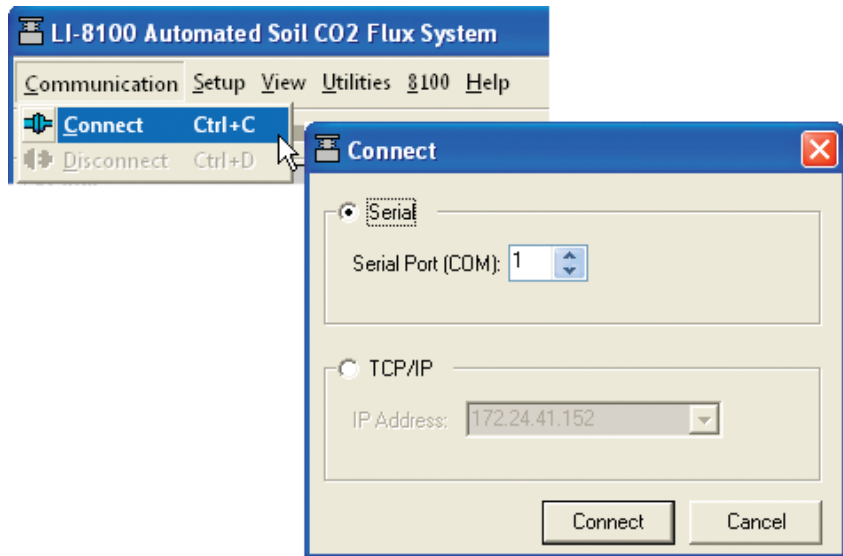 LI-8100 Automated Soil CO2 Flux System
Communication Setup View Utilities 8100 Help
Connect Ctrl+C
Disconnect Ctrl+D
Connect
Serial
Serial Port (COM): 1
TCP/IP
IP Address: 172.24.41.152
Connect Cancel